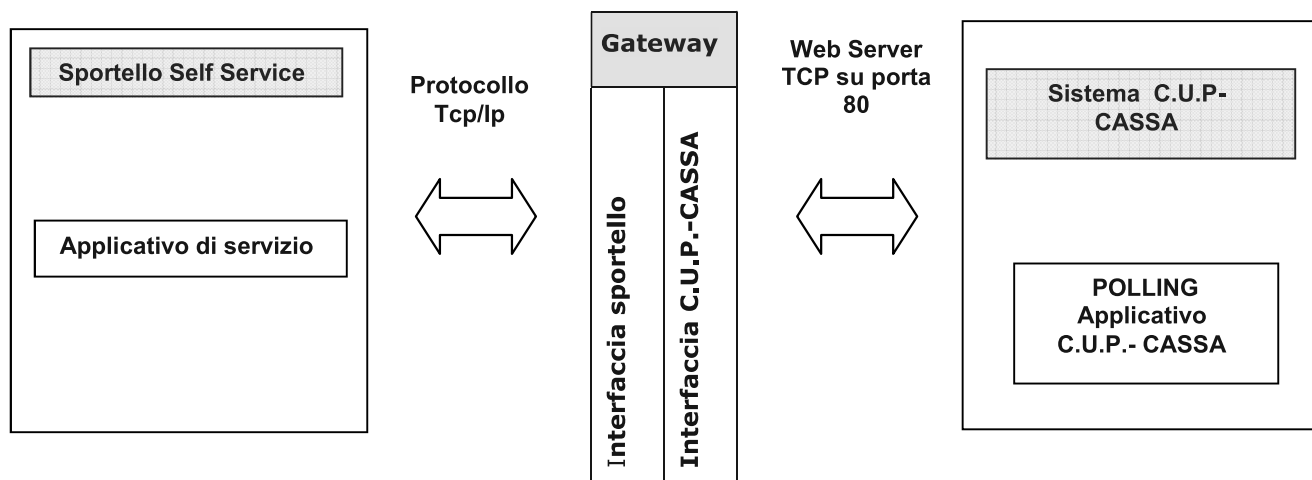 Sportello Self Service
Applicativo di servizio
Protocollo
Tcp/Ip
Gateway
Interfaccia sportello
Interfaccia C.U.P.-CASSA
Web Server
TCP su porta
80
Sistema C.U.P-
CASSA
POLLING
Applicativo
C.U.P.- CASSA